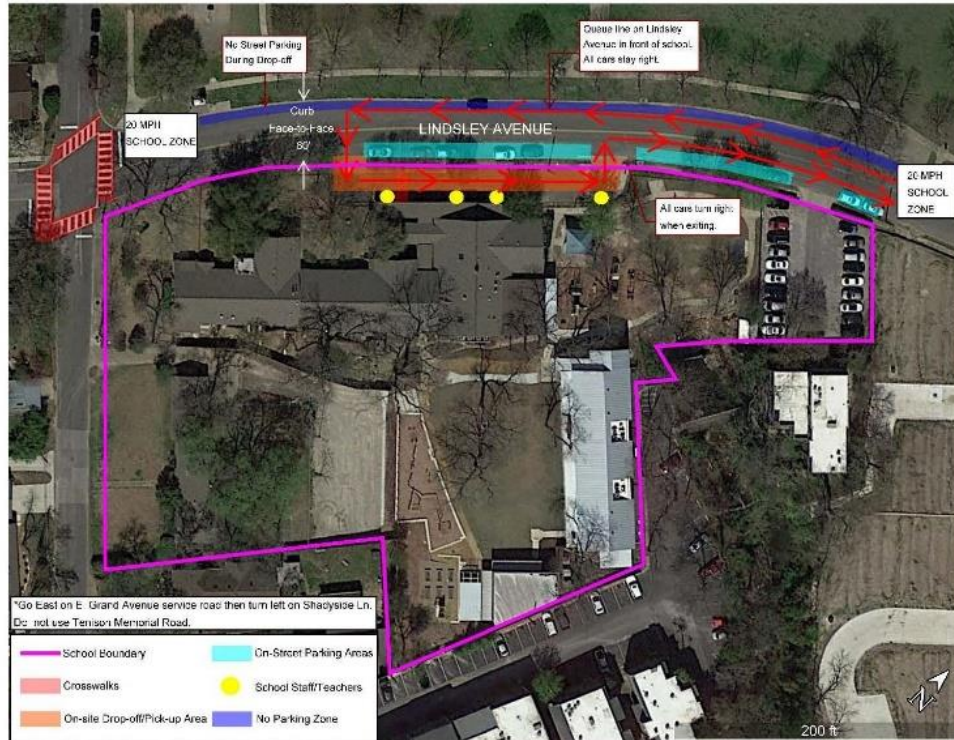 No Street Parking
During Drop-off
Queue line on Lindsley
Avenue in front of school.
All cars stay right.
20 MPH
SCHOOL ZONE
Curb
Face-to-Face
60'
LINDSLEY AVENUE
20 MPH
SCHOOL
ZONE
All cars turn right
when exiting.
*Go East on E. Grand Avenue service road then turn left on Shadyside Ln.
Do not use Tenison Memorial Road.
School Boundary
On-Street Parking Areas
Crosswalks
School Staff/Teachers
On-site Drop-off/Pick-up Area
No Parking Zone
N
200 ft